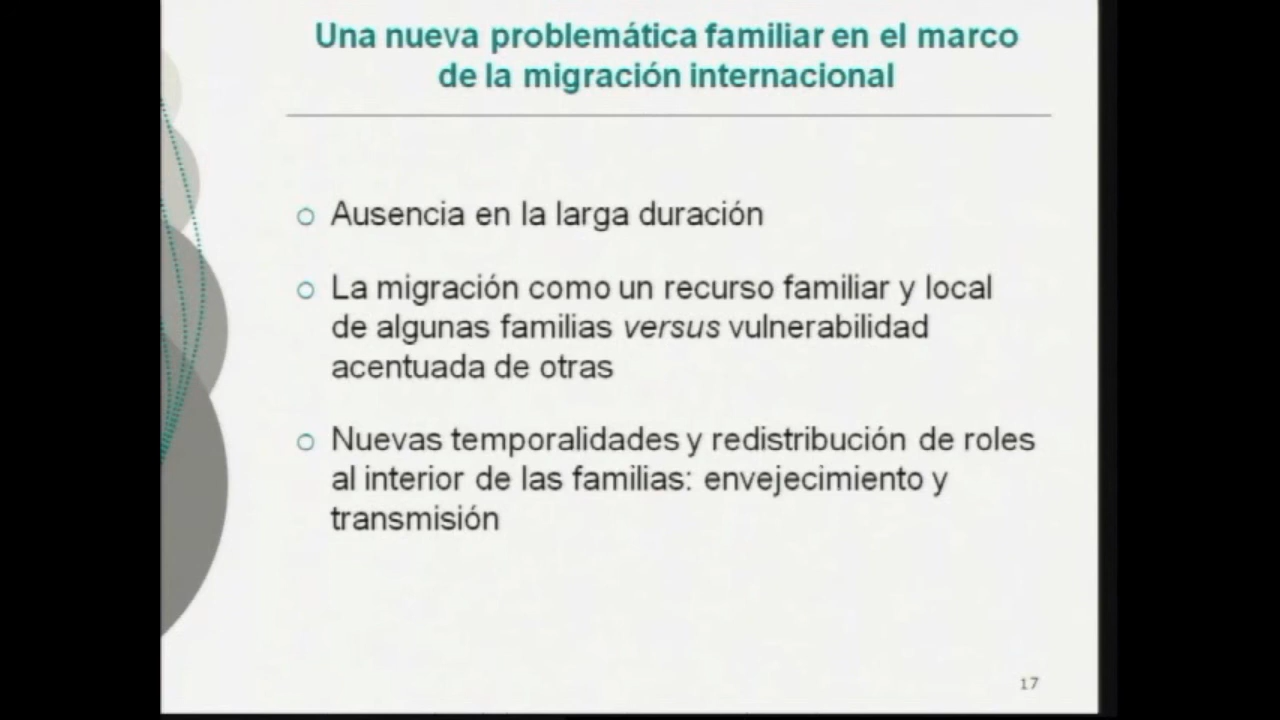 Una nueva problemática familiar en el marco
de la migración internacional
○ Ausencia en la larga duración
○ La migración como un recurso familiar y local
de algunas familias versus vulnerabilidad
acentuada de otras
○ Nuevas temporalidades y redistribución de roles
al interior de las familias: envejecimiento y
transmisión
17